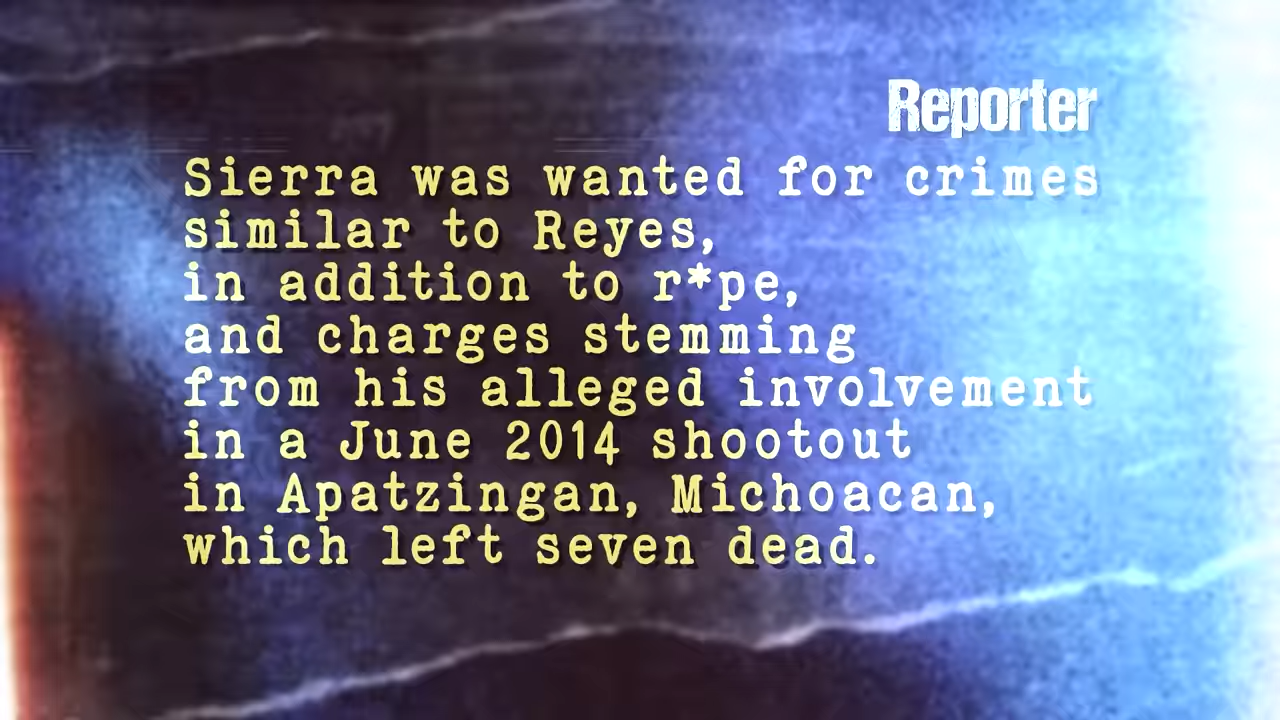 Reporter
Sierra was wanted for crimes
similar to Reyes,
in addition to r*pe,
and charges stemming
from his alleged involvement
in a June 2014 shootout
in Apatzingan, Michoacan,
which left seven dead.